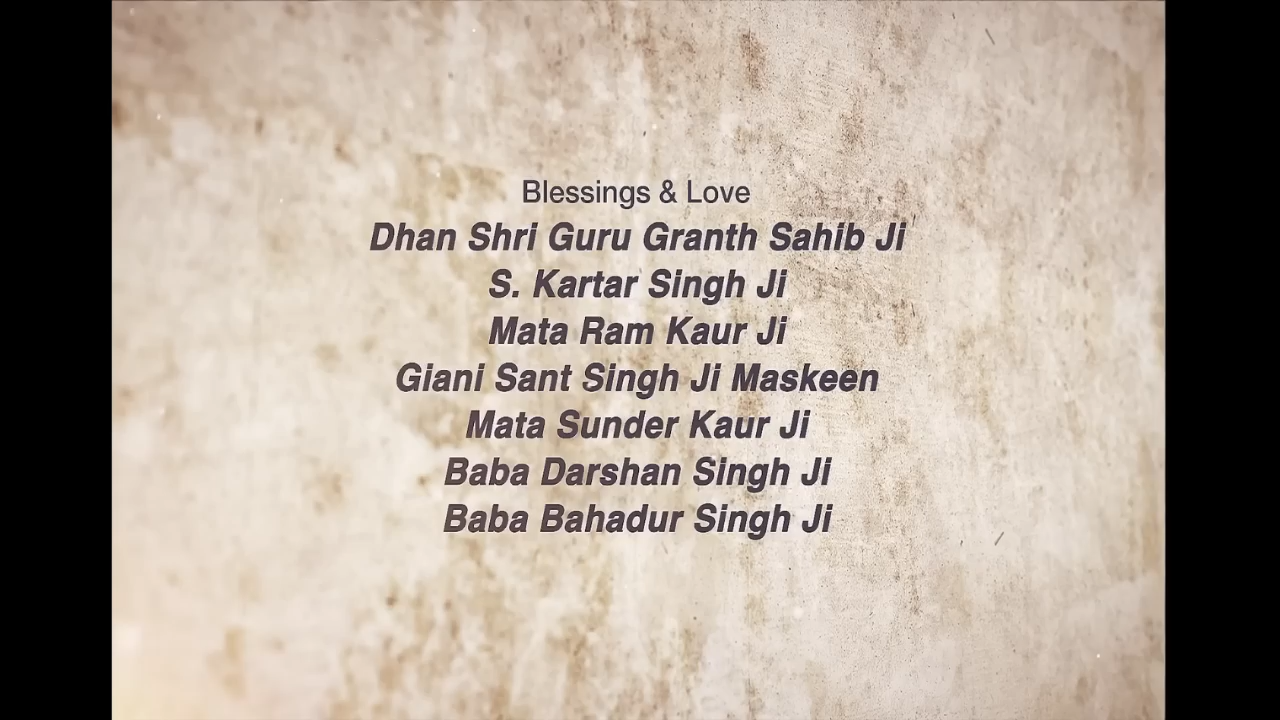 Blessings & Love
Dhan Shri Guru Granth Sahib Ji
S. Kartar Singh Ji
Mata Ram Kaur Ji
Giani Sant Singh Ji Maskeen
Mata Sunder Kaur Ji
Baba Darshan Singh Ji
Baba Bahadur Singh Ji